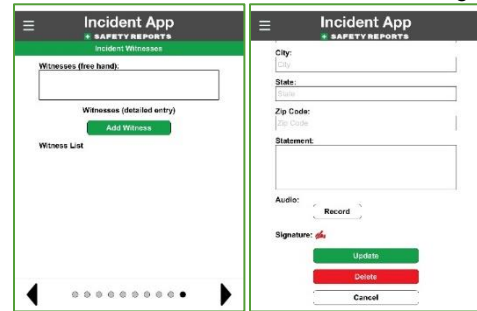 Incident App
SAFETY REPORTS
Incident Witnesses
Witnesses (free hand):
Witnesses (detailed entry)
Add Witness
Witness List
Incident App
SAFETY REPORTS
City:
City
State:
State
Zip Code:
Zip Code
Statement:
Audio:
Record
Signature:
Update
Delete
Cancel